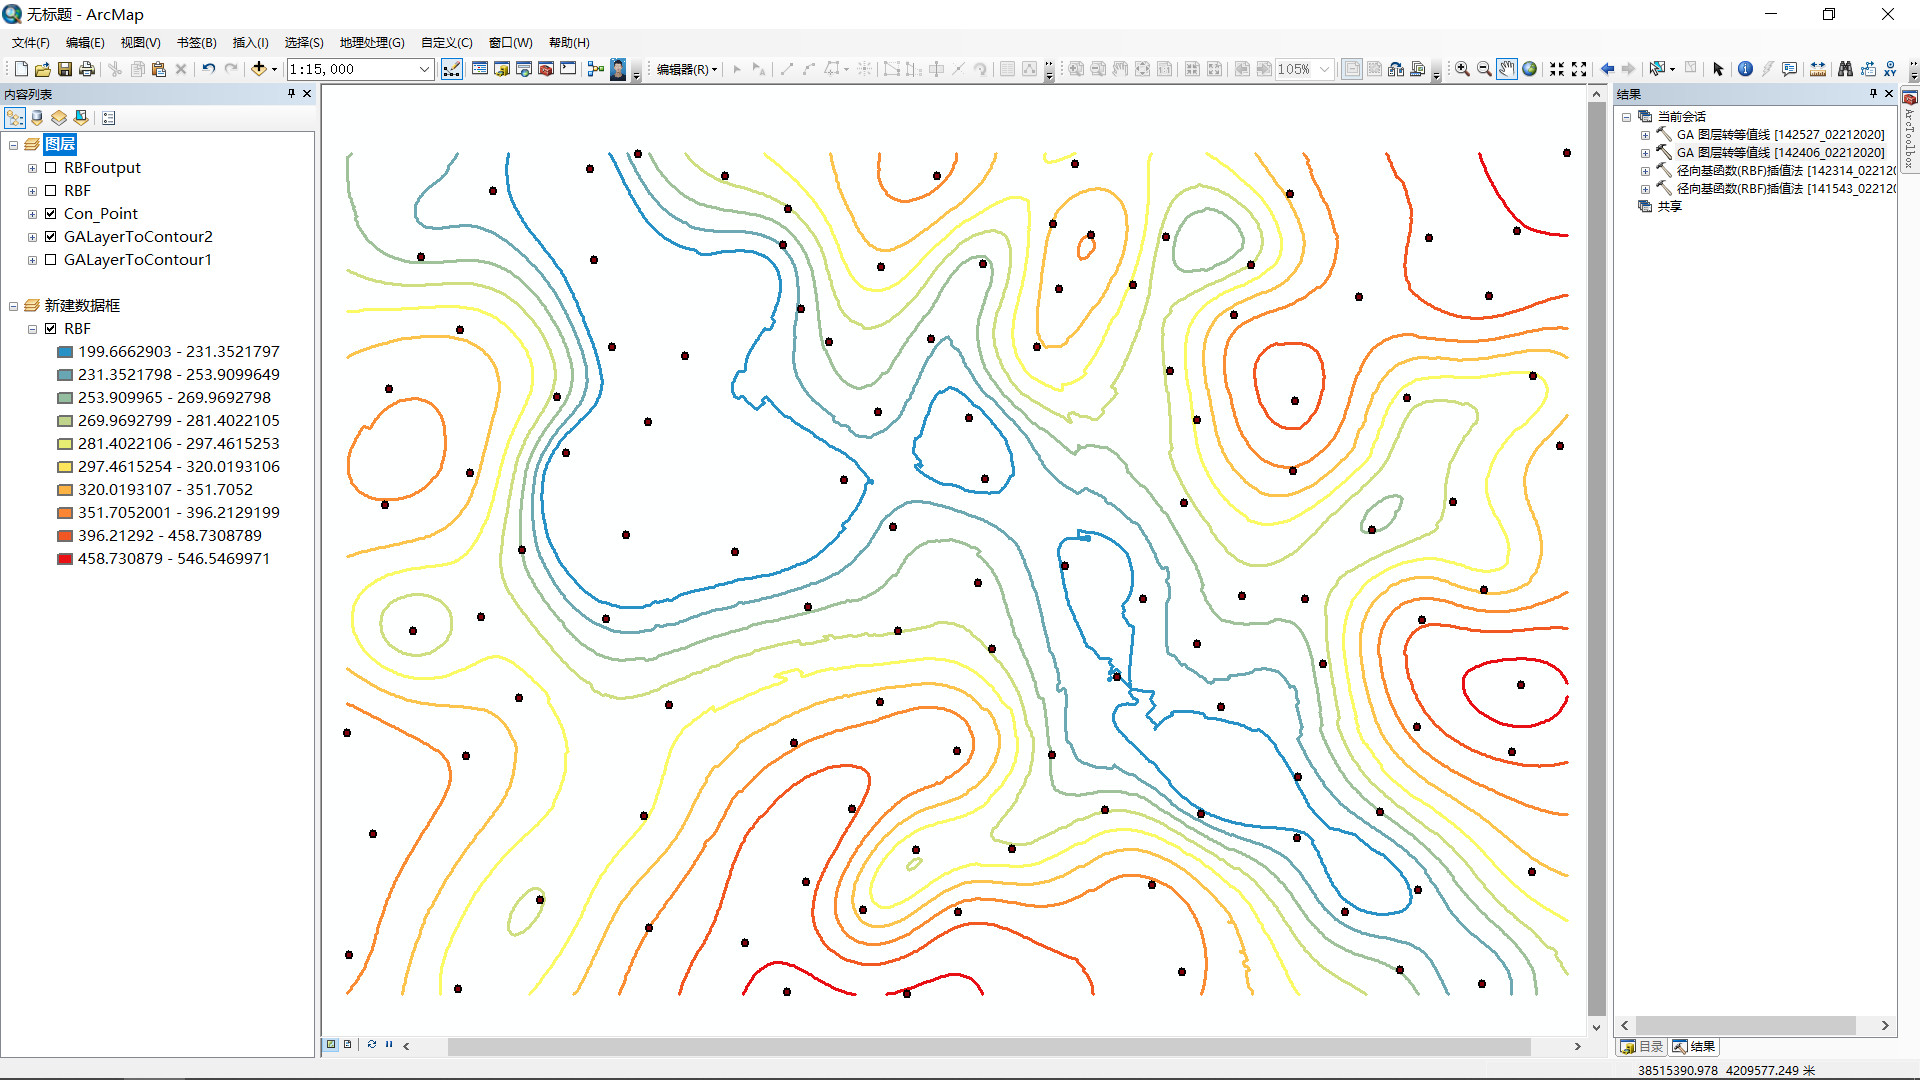 无标题 - ArcMap
文件(F) 编辑(E) 视图(V) 书签(B) 插入(I) 选择(S) 地理处理(G) 自定义(C) 窗口(W) 帮助(H)
1:15,000
编辑器(R)
105%
内容列表
图层
RBFoutput
RBF
Con_Point
GALayerToContour2
GALayerToContour1
新建数据框
RBF
199.6662903 - 231.3521797
231.3521798 - 253.9099649
253.909965 - 269.9692798
269.9692799 - 281.4022105
281.4022106 - 297.4615253
297.4615254 - 320.0193106
320.0193107 - 351.7052
351.7052001 - 396.2129199
396.21292 - 458.7308789
458.730879 - 546.5469971
结果
当前会话
GA 图层转等值线 [142527_02212020]
GA 图层转等值线 [142406_02212020]
径向基函数(RBF)插值法 [142314_02212
径向基函数(RBF)插值法 [141543_02212
共享
ArcToolbox
目录 结果
38515390.978 4209577.249 米